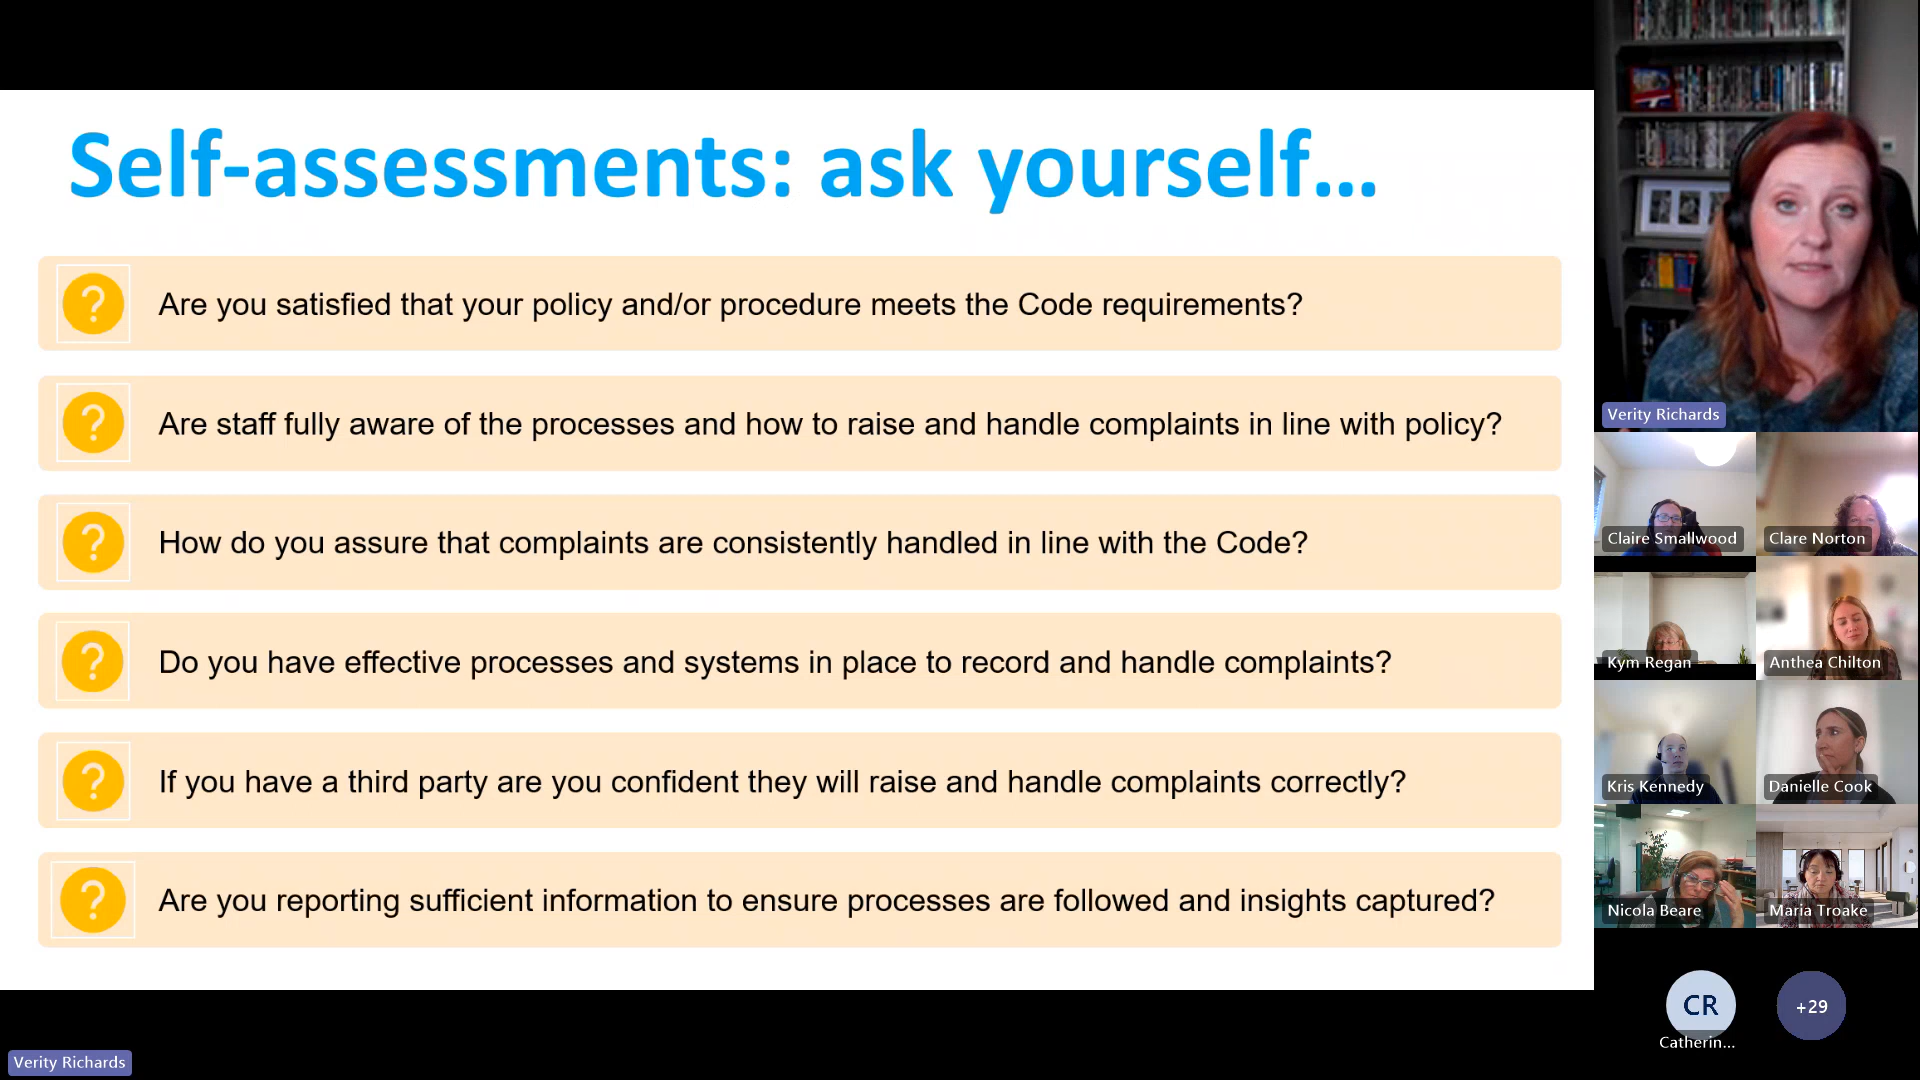 Self-assessments: ask yourself...
? Are you satisfied that your policy and/or procedure meets the Code requirements?
? Are staff fully aware of the processes and how to raise and handle complaints in line with policy?
? How do you assure that complaints are consistently handled in line with the Code?
? Do you have effective processes and systems in place to record and handle complaints?
? If you have a third party are you confident they will raise and handle complaints correctly?
? Are you reporting sufficient information to ensure processes are followed and insights captured?
Verity Richards
Verity Richards
Claire Smallwood
Clare Norton
Kym Regan
Anthea Chilton
Kris Kennedy
Danielle Cook
Nicola Beare
Maria Troake
CR
+29
Catherin...